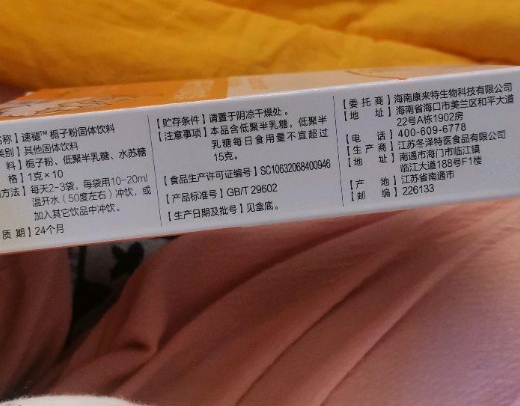 名称】速褪™ 栀子粉固体饮料
类别】其他固体饮料
料】栀子粉、低聚半乳糖、水苏糖
格】1克×10
方法】每天2-3袋，每袋用10-20ml
温开水（50度左右）冲饮，或
加入其它饮品中冲饮。
质期】24个月
【贮存条件】请置于阴凉干燥处。
【注意事项】本品含低聚半乳糖，低聚半
乳糖每日食用量不宜超过
15克。
【食品生产许可证编号】SC10632068400946
【产品标准号】GB/T 29602
【生产日期及批号】见盒底。
【委托商】海南康来特生物科技有限公司
【地址】海南省海口市美兰区和平大道
22号A栋1902房
【电话】400-609-6778
【生产商】江苏冬泽特医食品有限公司
【地址】南通市海门市临江镇
临江大道188号F1楼
【产地】江苏省南通市
【邮编】226133